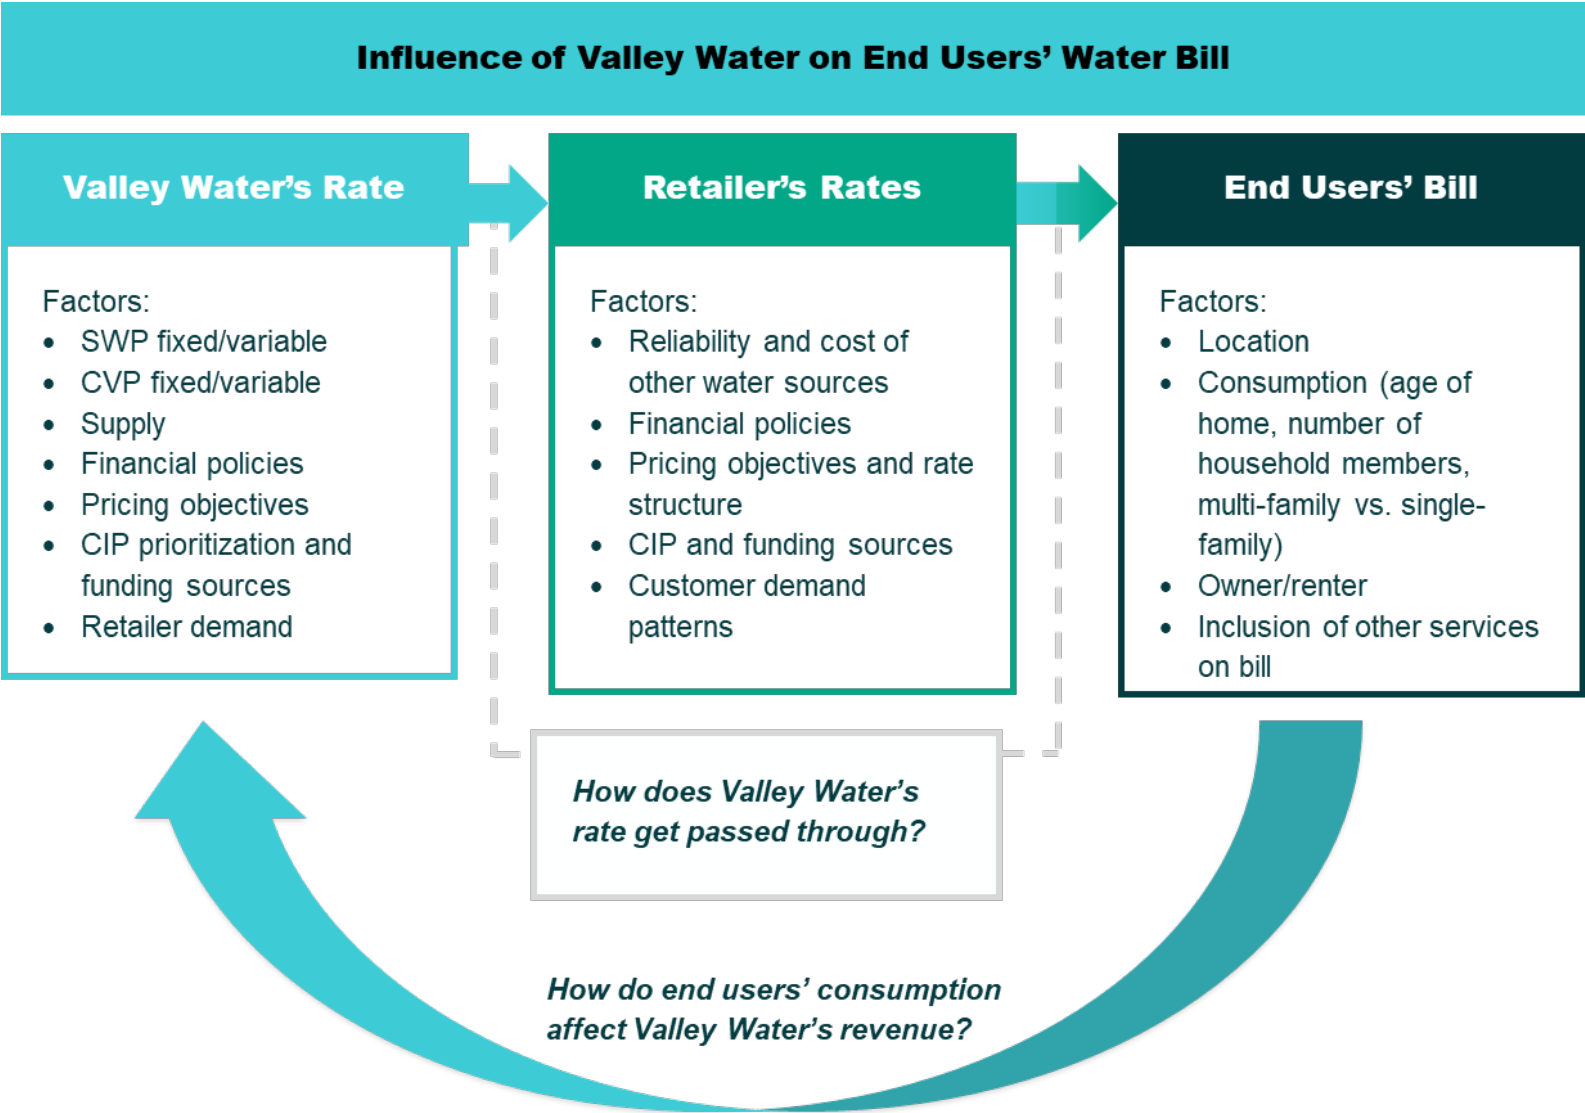 Influence of Valley Water on End Users’ Water Bill
Valley Water’s Rate
Factors:
• SWP fixed/variable
• CVP fixed/variable
• Supply
• Financial policies
• Pricing objectives
• CIP prioritization and
funding sources
• Retailer demand
Retailer’s Rates
Factors:
• Reliability and cost of
other water sources
• Financial policies
• Pricing objectives and rate
structure
• CIP and funding sources
• Customer demand
patterns
End Users’ Bill
Factors:
• Location
• Consumption (age of
home, number of
household members,
multi-family vs. single-
family)
• Owner/renter
• Inclusion of other services
on bill
How does Valley Water’s
rate get passed through?
How do end users’ consumption
affect Valley Water’s revenue?